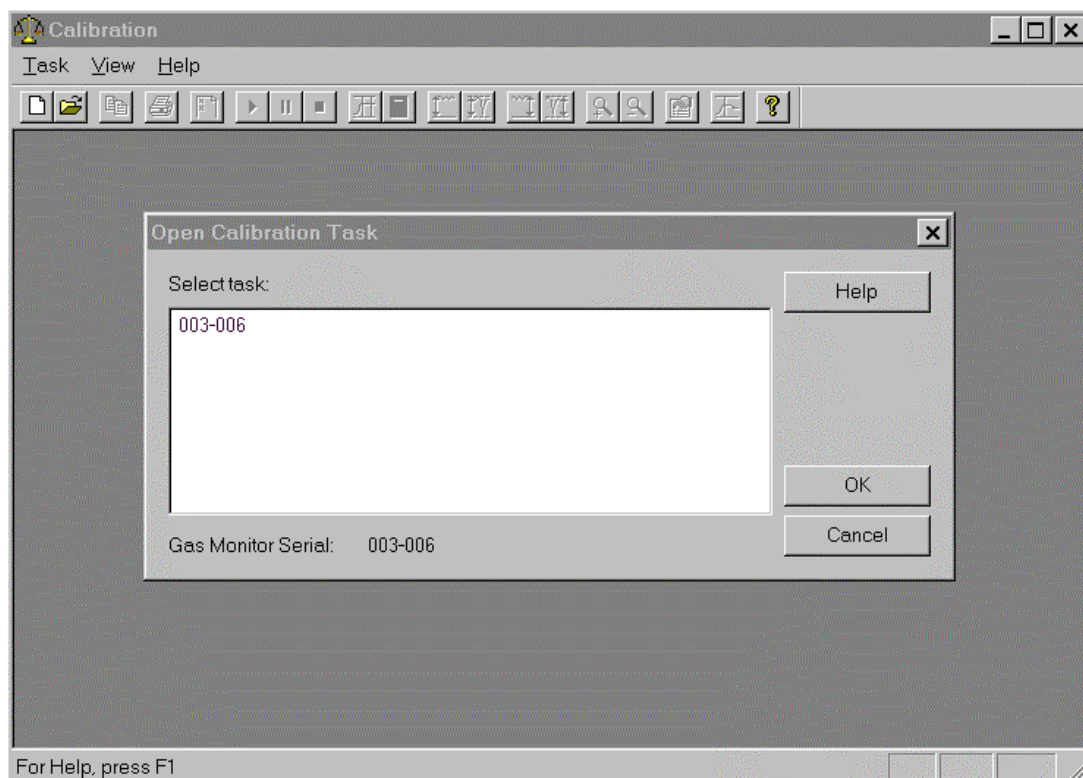 Calibration
Task View Help
Open Calibration Task
Select task:
Help
003-006
OK
Cancel
Gas Monitor Serial: 003-006
For Help, press F1